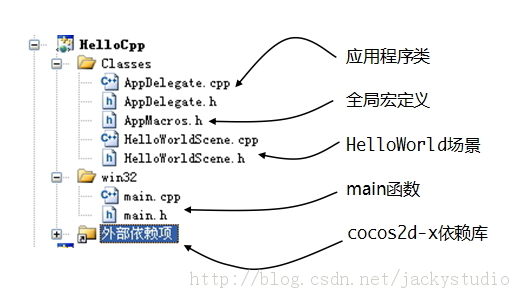 HelloCpp
Classes
AppDelegate.cpp
AppDelegate.h
AppMacros.h
HelloWorldScene.cpp
HelloWorldScene.h
win32
main.cpp
main.h
外部依赖项
应用程序类
全局宏定义
HelloWorld场景
main函数
cocos2d-x依赖库
http://blog.csdn.net/jackystudio